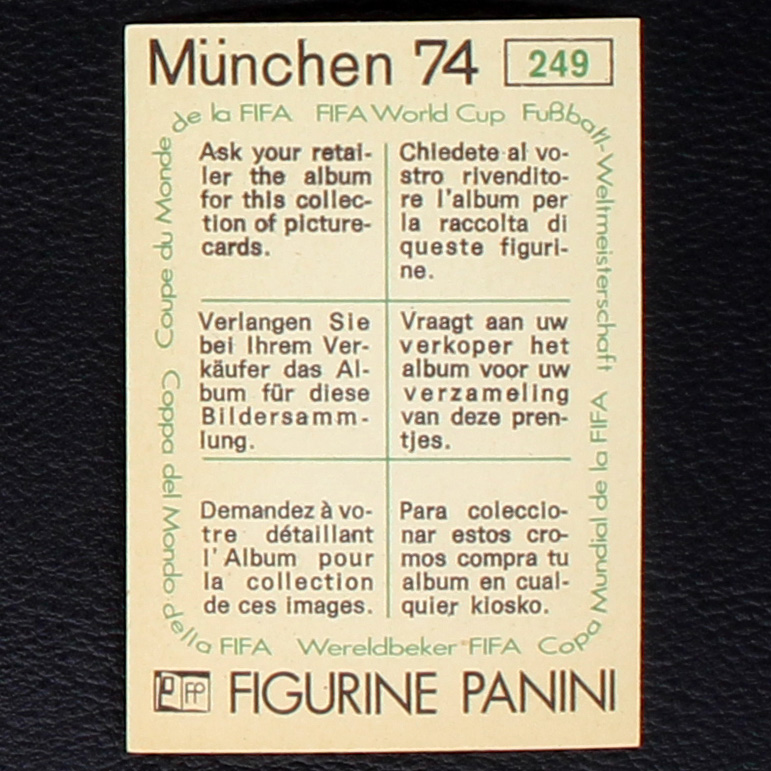 München 74 249
de la FIFA FIFA World Cup Fußball-Weltmeisterschaft
Ask your retai-
ler the album
for this collec-
tion of picture-
cards.
Chiedete al vo-
stro rivendito-
re l'album per
la raccolta di
queste figuri-
ne.
Verlangen Sie
bei Ihrem Ver-
käufer das Al-
bum für diese
Bildersamm-
lung.
Vraagt aan uw
verkoper het
album voor uw
verzameling
van deze pren-
tjes.
Demandez à vo-
tre détaillant
l'Album pour
la collection
de ces images.
Para coleccio-
nar estos cro-
mos compra tu
album en cual-
quier kiosko.
Coupe du Monde
Coppa del Mondo della FIFA Wereldbeker FIFA Copa Mundial de la FIFA
P FP FIGURINE PANINI